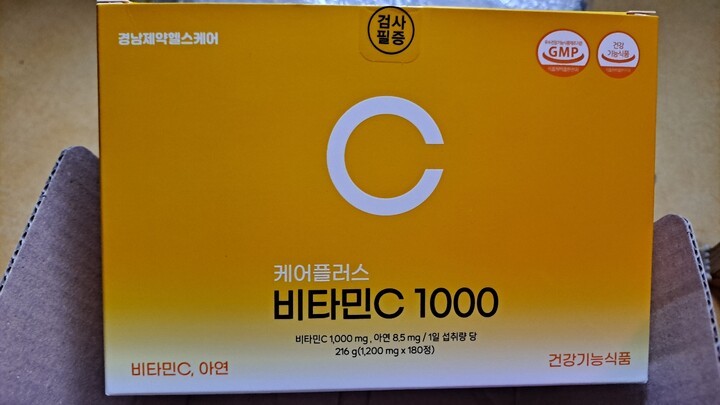 경남제약헬스케어
검사
필증
GMP
건강
기능식품
C
케어플러스
비타민C 1000
비타민C 1,000 mg, 아연 8.5 mg / 1일 섭취량 당
216 g(1,200 mg x 180정)
비타민C, 아연
건강기능식품